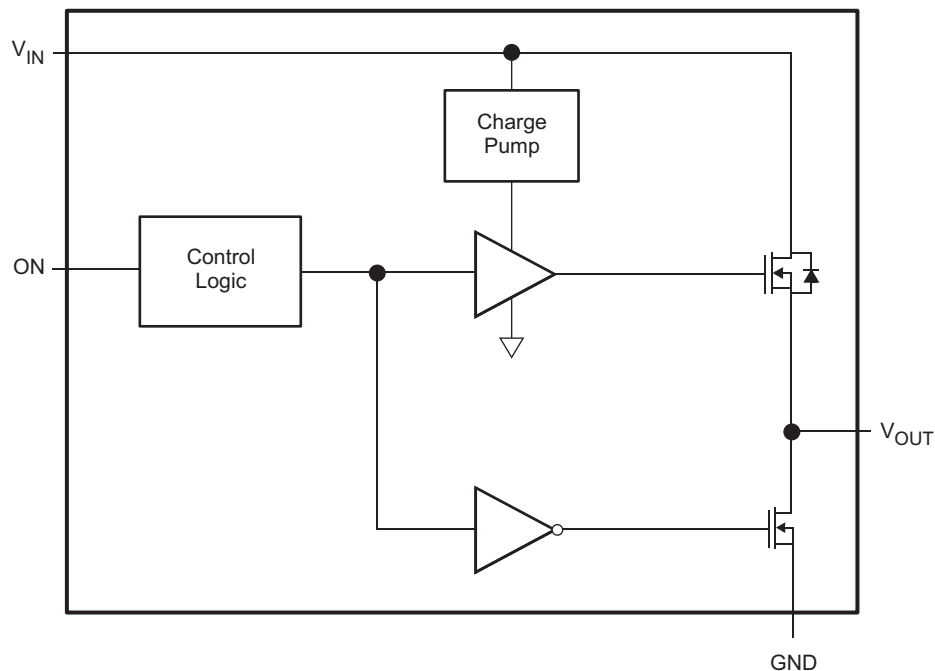 V_IN
Charge
Pump
ON
Control
Logic
V_OUT
GND